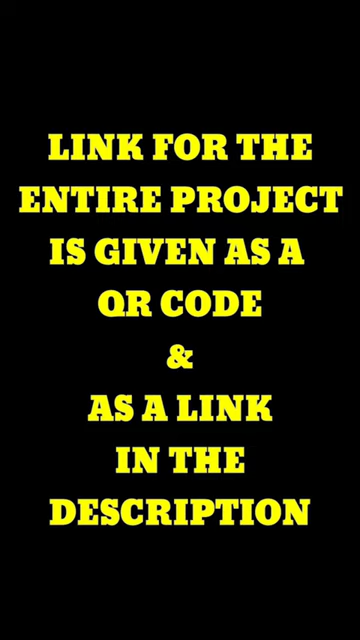 LINK FOR THE
ENTIRE PROJECT
IS GIVEN AS A
QR CODE
&
AS A LINK
IN THE
DESCRIPTION